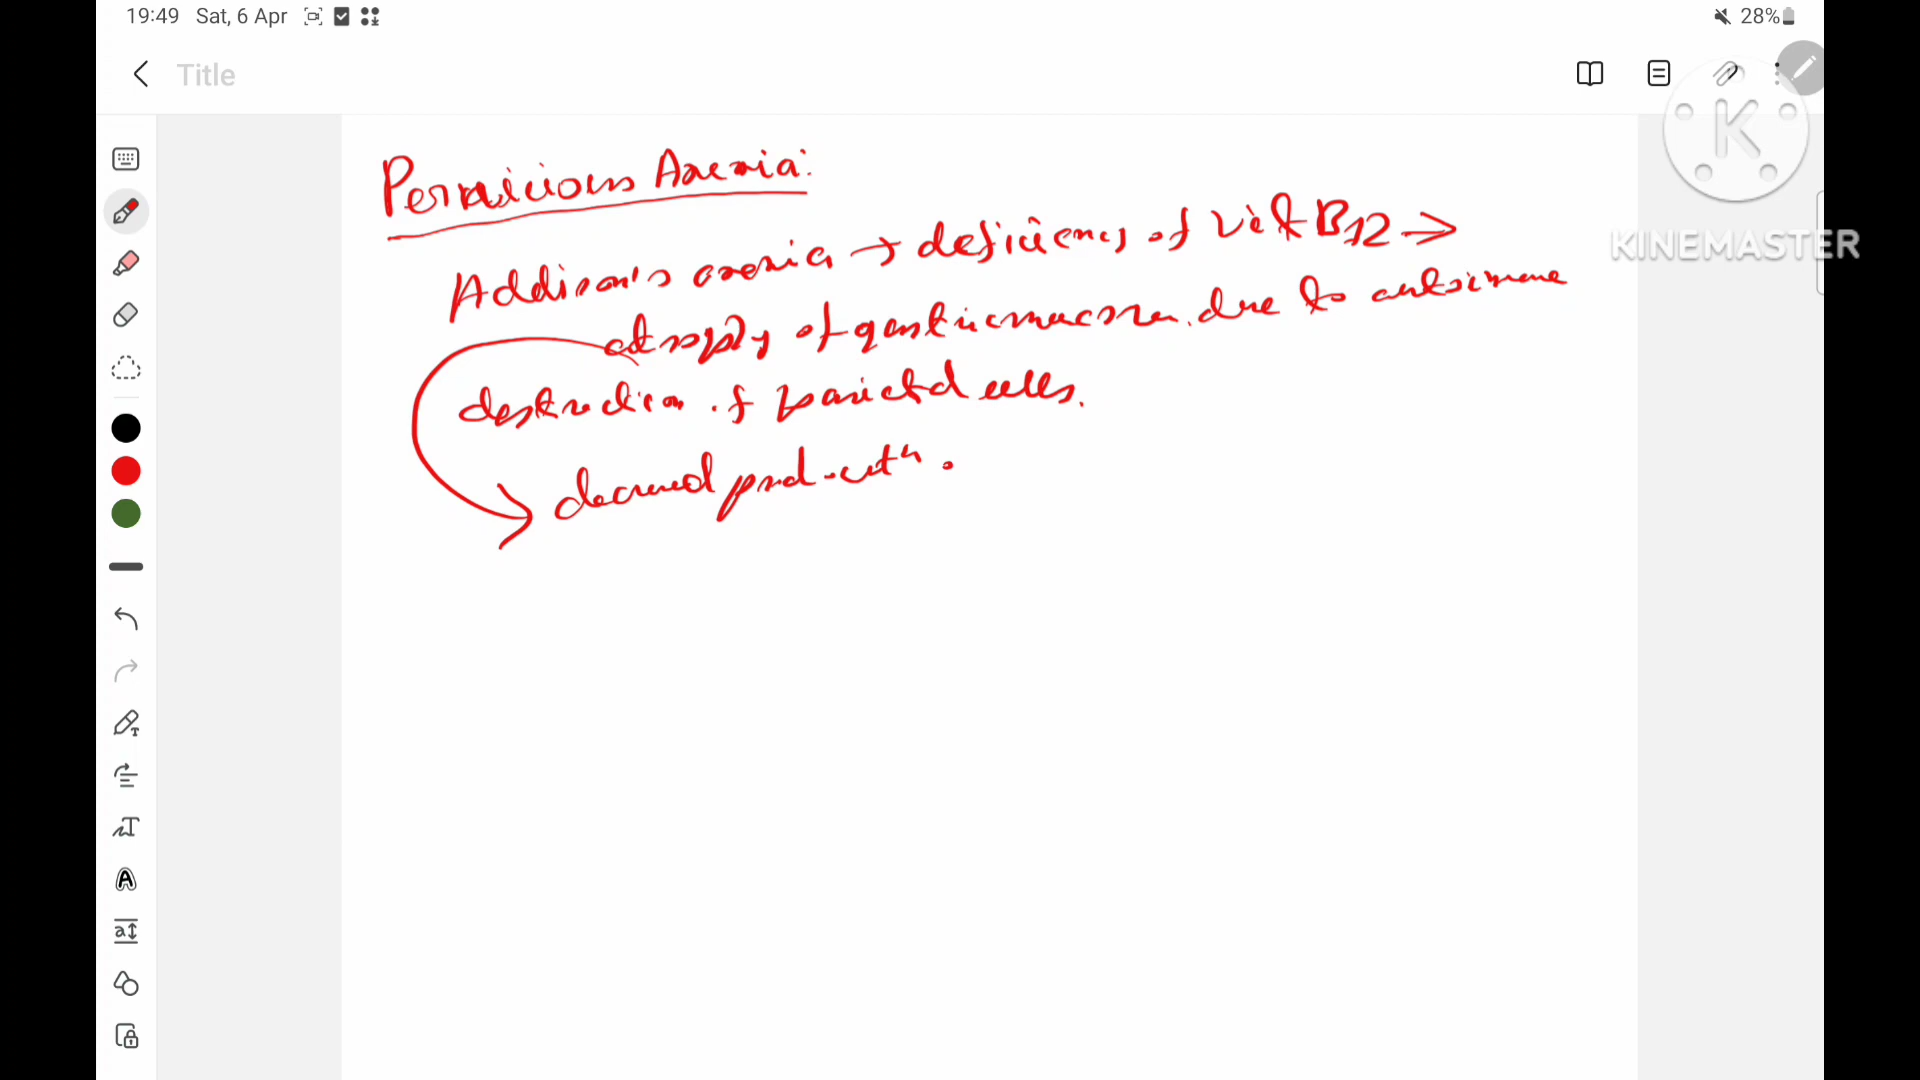 19:49 Sat, 6 Apr 28%
Title
KINEMASTER
Pernicious Anemia:
Addison's anemia → deficiency of Vit B12 →
atrophy of gastric mucosa. due to autoimmune
destruction of parietal cells.
decreased productn.